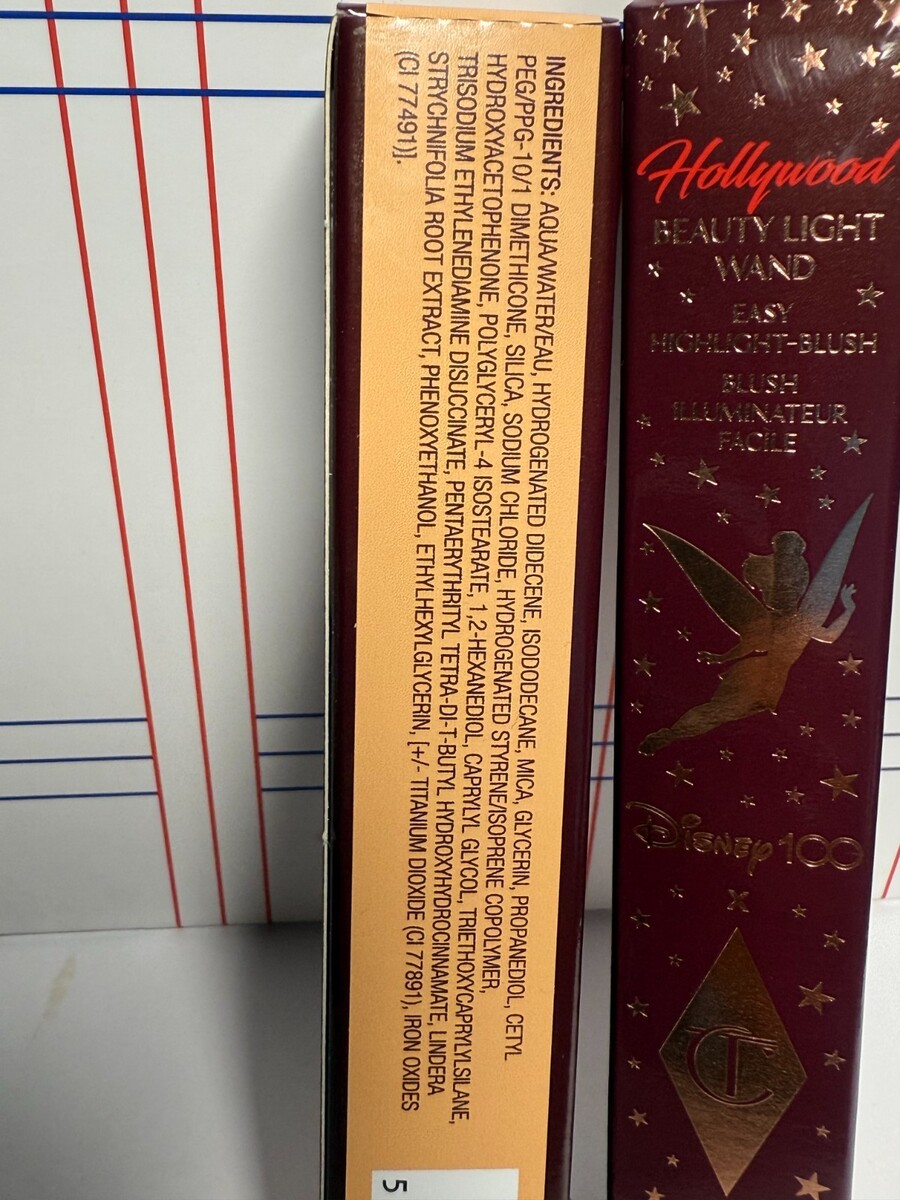 INGREDIENTS: AQUA/WATER/EAU, HYDROGENATED DIDECENE, ISODODECANE, MICA, GLYCERIN, PROPANEDIOL, CETYL
PEG/PPG-10/1 DIMETHICONE, SILICA, SODIUM CHLORIDE, HYDROGENATED STYRENE/ISOPRENE COPOLYMER,
HYDROXYACETOPHENONE, POLYGLYCERYL-4 ISOSTEARATE, 1,2-HEXANEDIOL, CAPRYLYL GLYCOL, TRIETHOXYCAPRYLYLSILANE,
TRISODIUM ETHYLENEDIAMINE DISUCCINATE, PENTAERYTHRITYL TETRA-DI-T-BUTYL HYDROXYHYDROCINNAMATE, LINDERA
STRYCHNIFOLIA ROOT EXTRACT, PHENOXYETHANOL, ETHYLHEXYLGLYCERIN, [+/- TITANIUM DIOXIDE (CI 77891), IRON OXIDES
(CI 77491)].
5
Hollywood
BEAUTY LIGHT
WAND
EASY
HIGHLIGHT-BLUSH
BLUSH
ILLUMINATEUR
FACILE
Disney 100
X
CT